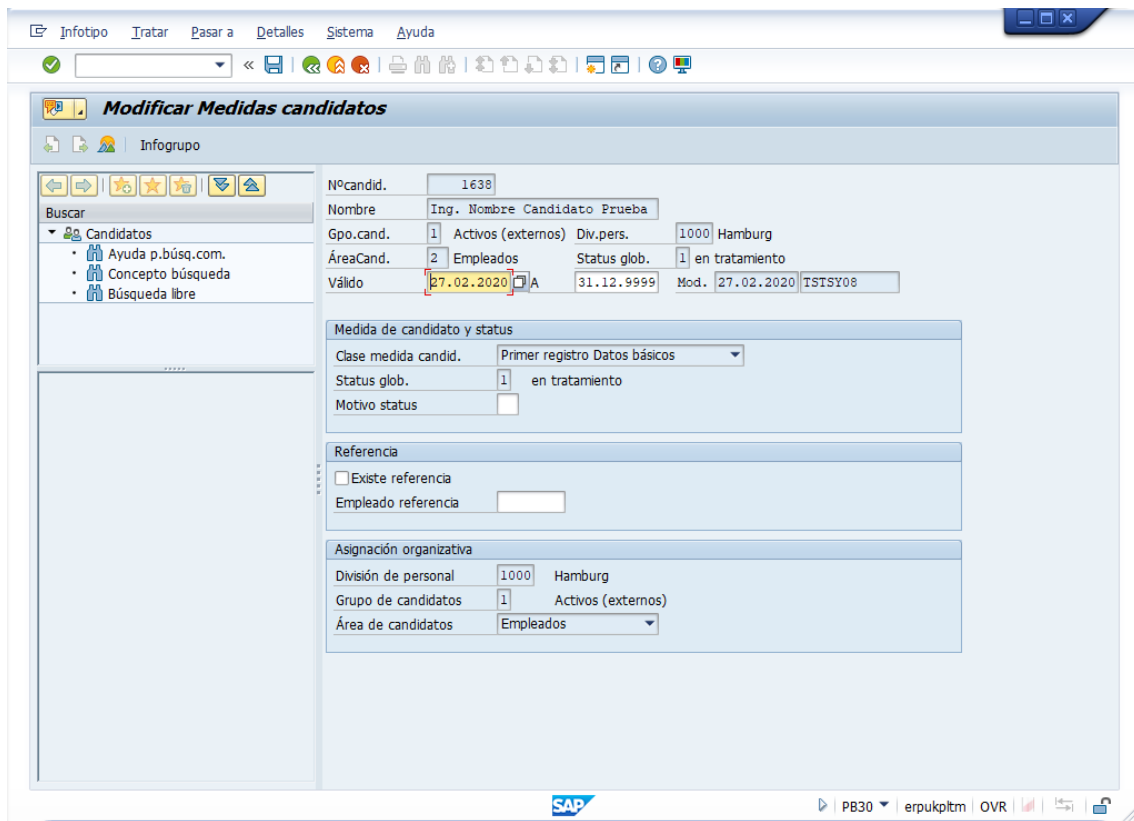 Infotipo Tratar Pasar a Detalles Sistema Ayuda
Modificar Medidas candidatos
Infogrupo
Buscar
Candidatos
Ayuda p.búsq.com.
Concepto búsqueda
Búsqueda libre
Nºcandid. 1638
Nombre Ing. Nombre Candidato Prueba
Gpo.cand. 1 Activos (externos) Div.pers. 1000 Hamburg
ÁreaCand. 2 Empleados Status glob. 1 en tratamiento
Válido 27.02.2020 A 31.12.9999 Mod. 27.02.2020 TSTSY08
Medida de candidato y status
Clase medida candid. Primer registro Datos básicos
Status glob. 1 en tratamiento
Motivo status
Referencia
Existe referencia
Empleado referencia
Asignación organizativa
División de personal 1000 Hamburg
Grupo de candidatos 1 Activos (externos)
Área de candidatos Empleados
SAP PB30 erpukpltm OVR